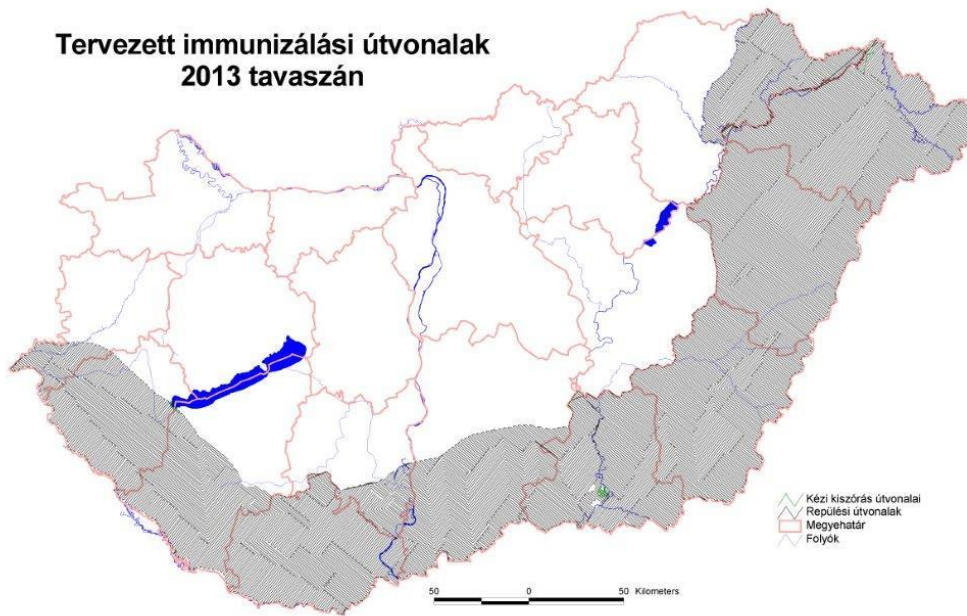 Tervezett immunizálási útvonalak
2013 tavaszán
Kézi kiszórás útvonalai
Repülési útvonalak
Megyehatár
Folyók
50 0 50 Kilometers